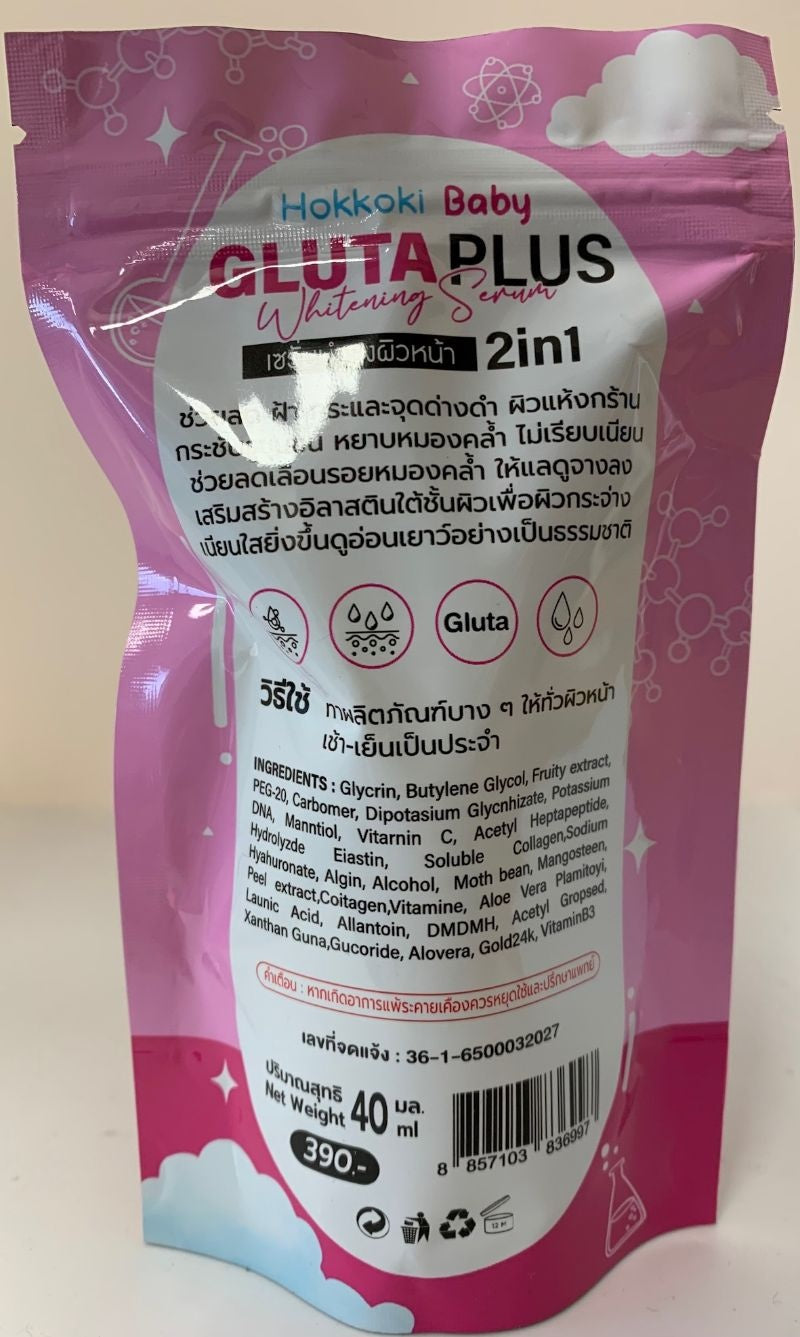 Hokkoki Baby
GLUTA PLUS
Whitening Serum
ผิวหน้า 2in1
ฝ้า กระและจุดด่างดำ ผิวแห้งกร้าน
หยาบหมองคล้ำ ไม่เรียบเนียน
ช่วยลดเลือนรอยหมองคล้ำ ให้แลดูจางลง
เสริมสร้างอิลาสตินใต้ชั้นผิวเพื่อผิวกระจ่าง
เนียนใสยิ่งขึ้นดูอ่อนเยาว์อย่างเป็นธรรมชาติ
Gluta
วิธีใช้ ทาผลิตภัณฑ์บาง ๆ ให้ทั่วผิวหน้า
เช้า-เย็นเป็นประจำ
INGREDIENTS : Glycrin, Butylene Glycol, Fruity extract,
PEG-20, Carbomer, Dipotasium Glycnhizate, Potassium
DNA, Manntiol, Vitarnin C, Acetyl Heptapeptide,
Hydrolyzde Eiastin, Soluble Collagen,Sodium
Hyahuronate, Algin, Alcohol, Moth bean, Mangosteen,
Peel extract,Coitagen,Vitamine, Aloe Vera Plamitoyi,
Launic Acid, Allantoin, DMDMH, Acetyl Gropsed,
Xanthan Guna,Gucoride, Alovera, Gold24k, VitaminB3
คำเตือน : หากเกิดอาการแพ้ระคายเคืองควรหยุดใช้และปรึกษาแพทย์
เลขที่จดแจ้ง : 36-1-6500032027
ปริมาณสุทธิ 40 มล.
Net Weight ml
390.-
8 857103 836997
12 M